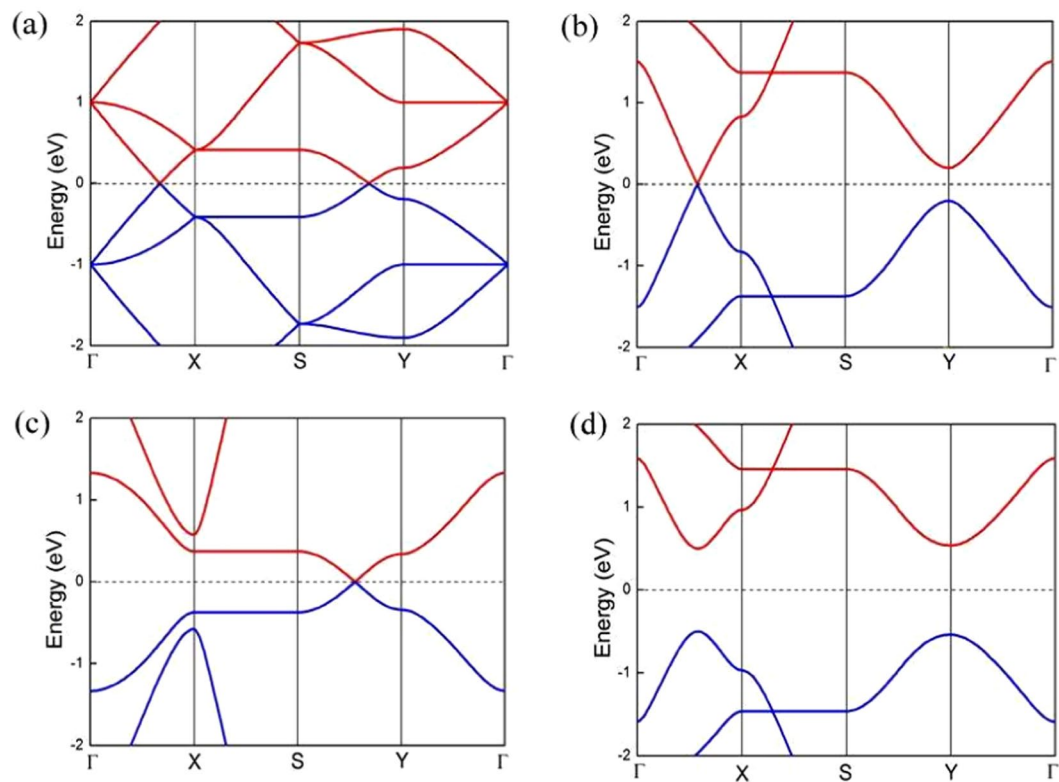 (a)
2
1
0
-1
-2
Energy (eV)
Γ X S Y Γ
(b)
2
1
0
-1
-2
Energy (eV)
Γ X S Y Γ
(c)
2
1
0
-1
-2
Energy (eV)
Γ X S Y Γ
(d)
2
1
0
-1
-2
Energy (eV)
Γ X S Y Γ